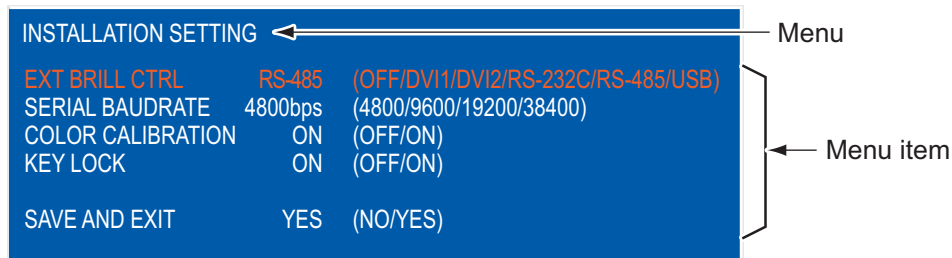 INSTALLATION SETTING
Menu
EXT BRILL CTRL RS-485 (OFF/DVI1/DVI2/RS-232C/RS-485/USB)
SERIAL BAUDRATE 4800bps (4800/9600/19200/38400)
COLOR CALIBRATION ON (OFF/ON)
KEY LOCK ON (OFF/ON)
Menu item
SAVE AND EXIT YES (NO/YES)